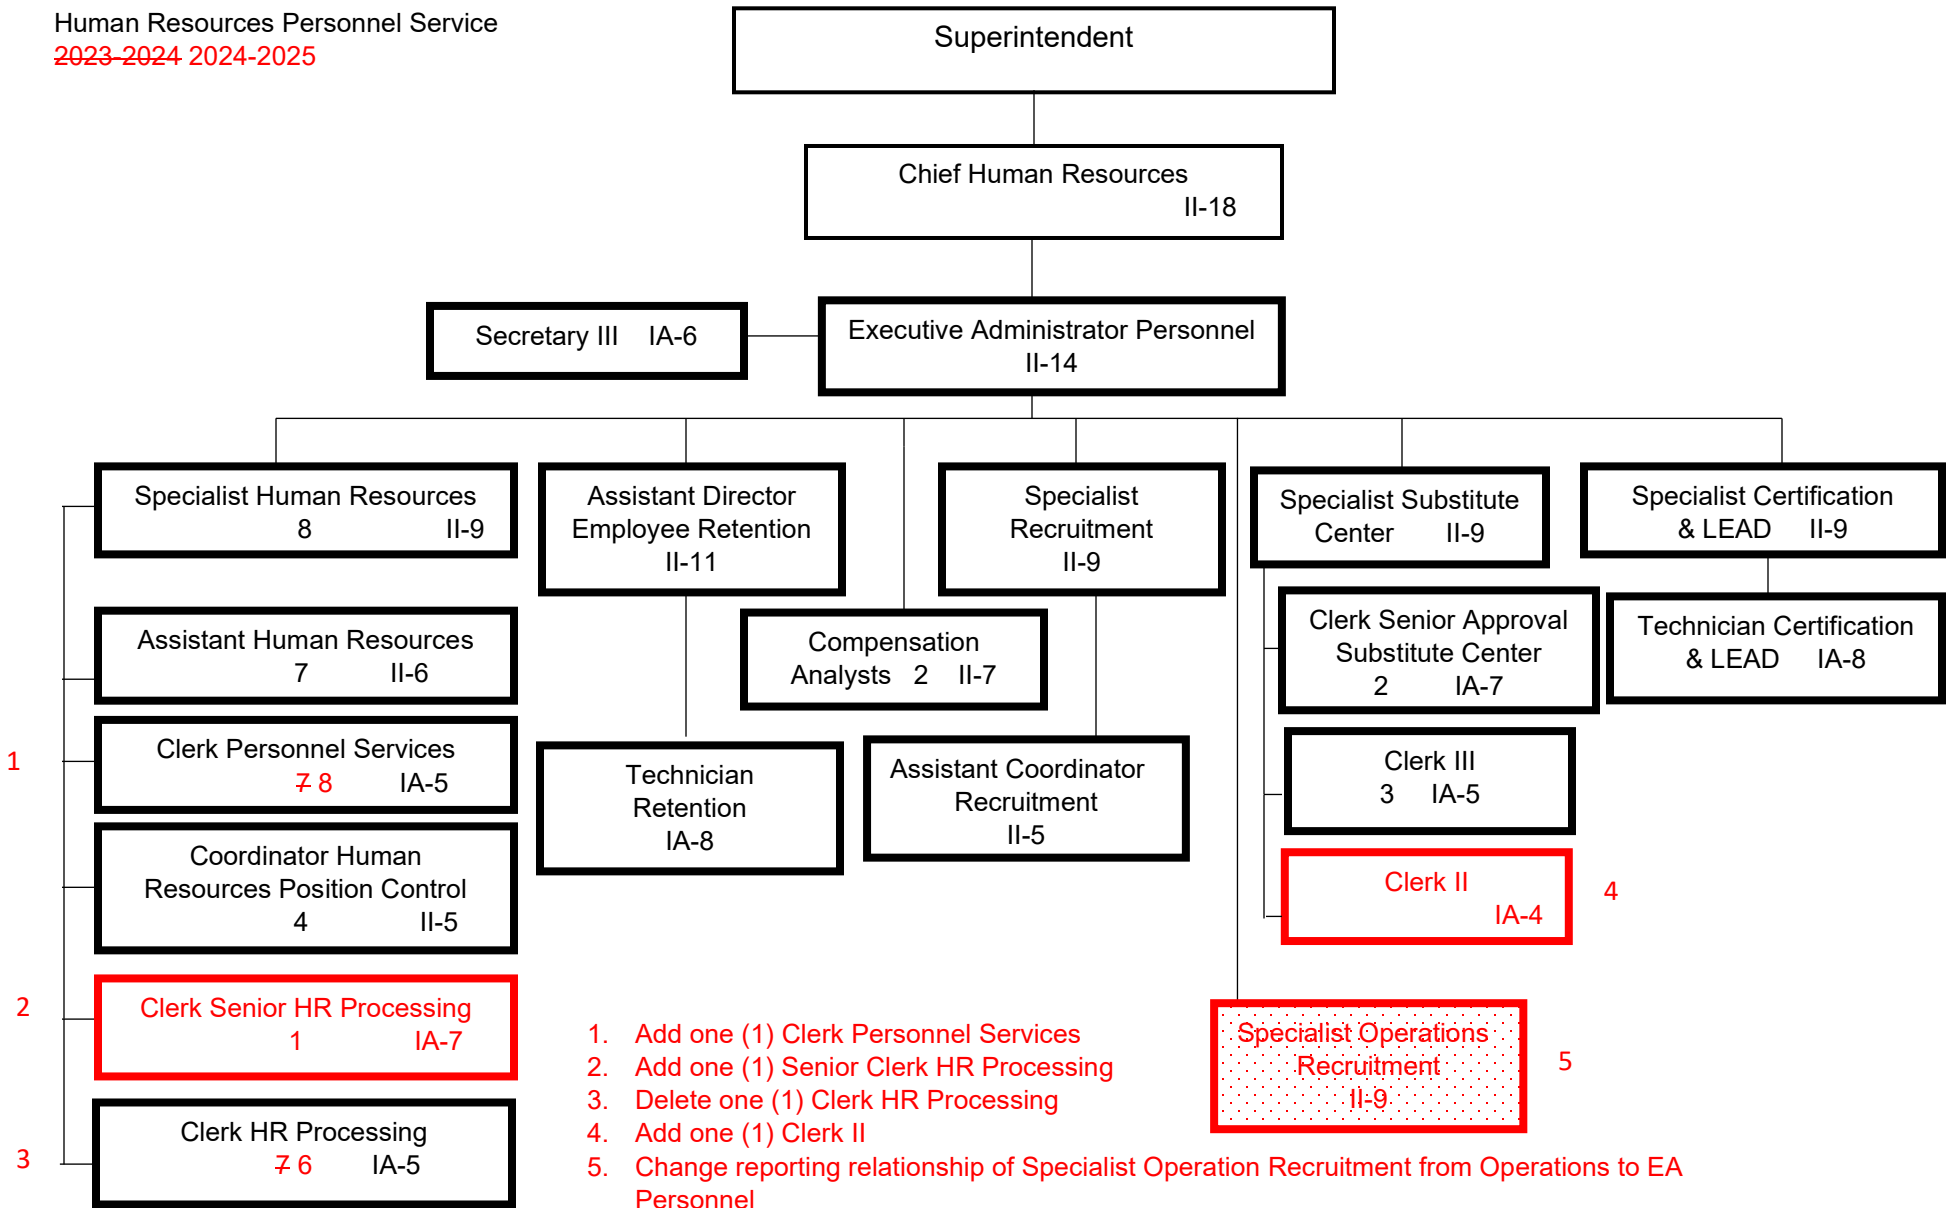 Human Resources Personnel Service
2023-2024 2024-2025
Superintendent
Chief Human Resources
II-18
Secretary III IA-6
Executive Administrator Personnel
II-14
Specialist Human Resources
8 II-9
Assistant Director
Employee Retention
II-11
Specialist
Recruitment
II-9
Specialist Substitute
Center II-9
Specialist Certification
& LEAD II-9
Assistant Human Resources
7 II-6
Compensation
Analysts 2 II-7
Clerk Senior Approval
Substitute Center
2 IA-7
Technician Certification
& LEAD IA-8
1
Clerk Personnel Services
7 8 IA-5
Technician
Retention
IA-8
Assistant Coordinator
Recruitment
II-5
Clerk III
3 IA-5
Coordinator Human
Resources Position Control
4 II-5
Clerk II
IA-4
4
2
Clerk Senior HR Processing
1 IA-7
Specialist Operations
Recruitment
II-9
5
3
Clerk HR Processing
7 6 IA-5
1. Add one (1) Clerk Personnel Services
2. Add one (1) Senior Clerk HR Processing
3. Delete one (1) Clerk HR Processing
4. Add one (1) Clerk II
5. Change reporting relationship of Specialist Operation Recruitment from Operations to EA
Personnel